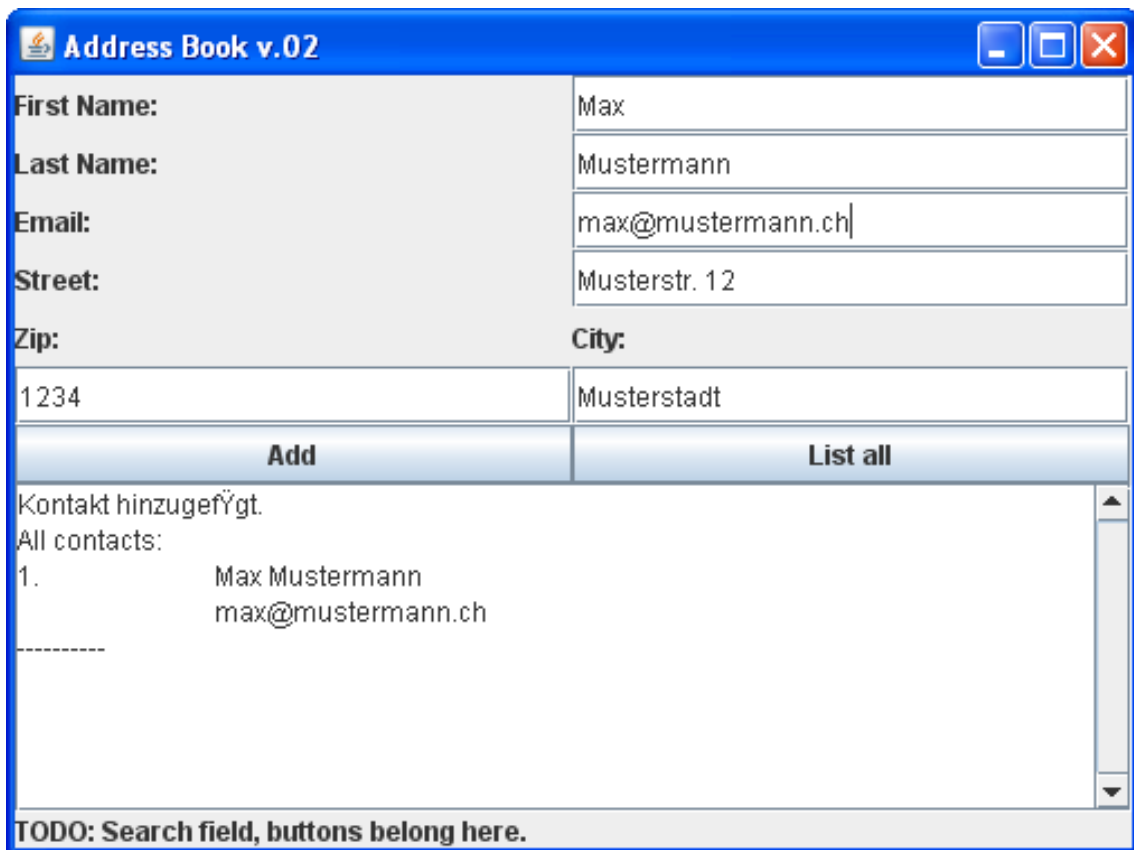 Address Book v.02
First Name: Max
Last Name: Mustermann
Email: max@mustermann.ch
Street: Musterstr. 12
Zip: City:
1234 Musterstadt
Add List all
Kontakt hinzugefŸgt.
All contacts:
1. Max Mustermann
max@mustermann.ch
----------
TODO: Search field, buttons belong here.